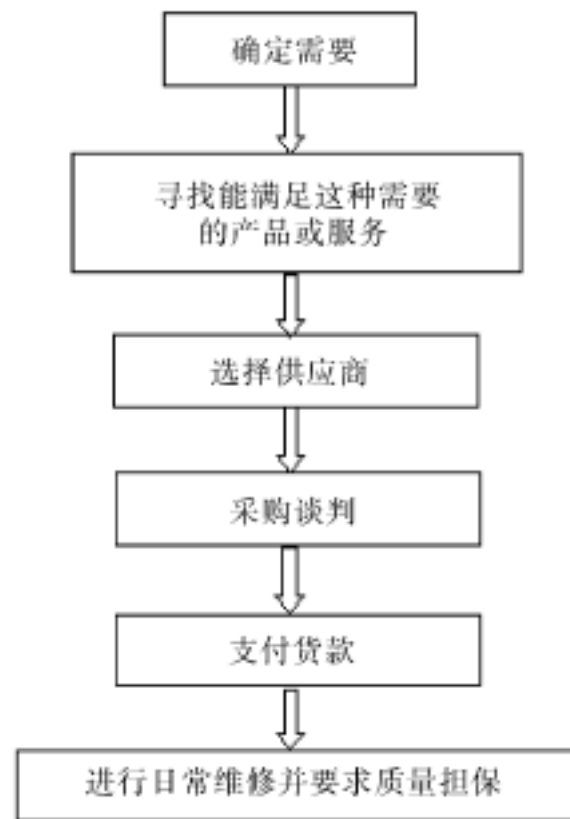 确定需要
寻找能满足这种需要
的产品或服务
选择供应商
采购谈判
支付货款
进行日常维修并要求质量担保